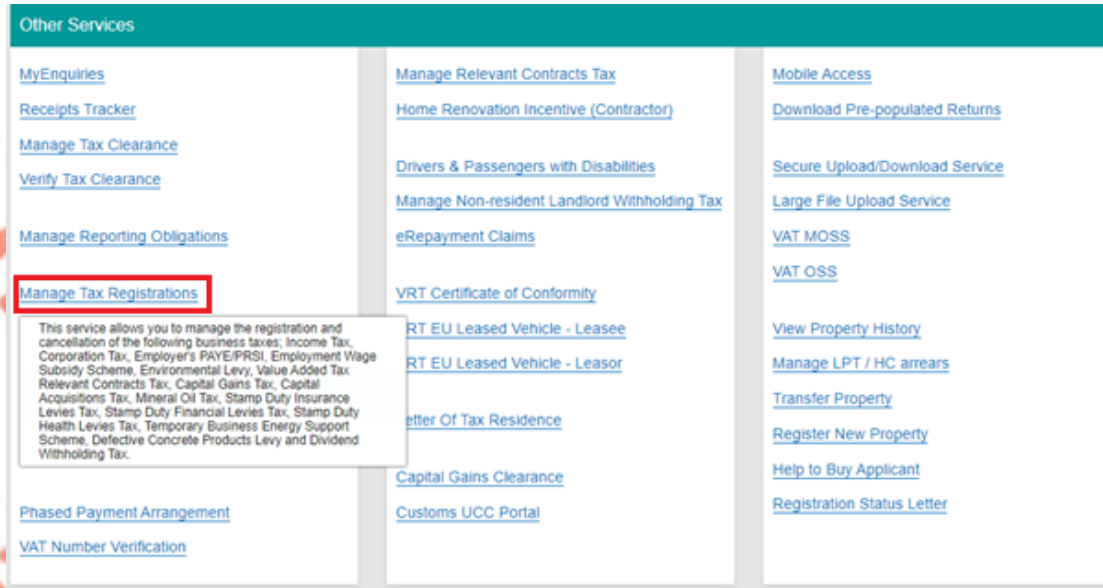 Other Services
MyEnquiries
Receipts Tracker
Manage Tax Clearance
Verify Tax Clearance
Manage Reporting Obligations
Manage Tax Registrations
This service allows you to manage the registration and
cancellation of the following business taxes; Income Tax,
Corporation Tax, Employer's PAYE/PRSI, Employment Wage
Subsidy Scheme, Environmental Levy, Value Added Tax
Relevant Contracts Tax, Capital Gains Tax, Capital
Acquisitions Tax, Mineral Oil Tax, Stamp Duty Insurance
Levies Tax, Stamp Duty Financial Levies Tax, Stamp Duty
Health Levies Tax, Temporary Business Energy Support
Scheme, Defective Concrete Products Levy and Dividend
Withholding Tax.
Phased Payment Arrangement
VAT Number Verification
Manage Relevant Contracts Tax
Home Renovation Incentive (Contractor)
Drivers & Passengers with Disabilities
Manage Non-resident Landlord Withholding Tax
eRepayment Claims
VRT Certificate of Conformity
RT EU Leased Vehicle - Leasee
RT EU Leased Vehicle - Leasor
etter Of Tax Residence
Capital Gains Clearance
Customs UCC Portal
Mobile Access
Download Pre-populated Returns
Secure Upload/Download Service
Large File Upload Service
VAT MOSS
VAT OSS
View Property History
Manage LPT / HC arrears
Transfer Property
Register New Property
Help to Buy Applicant
Registration Status Letter